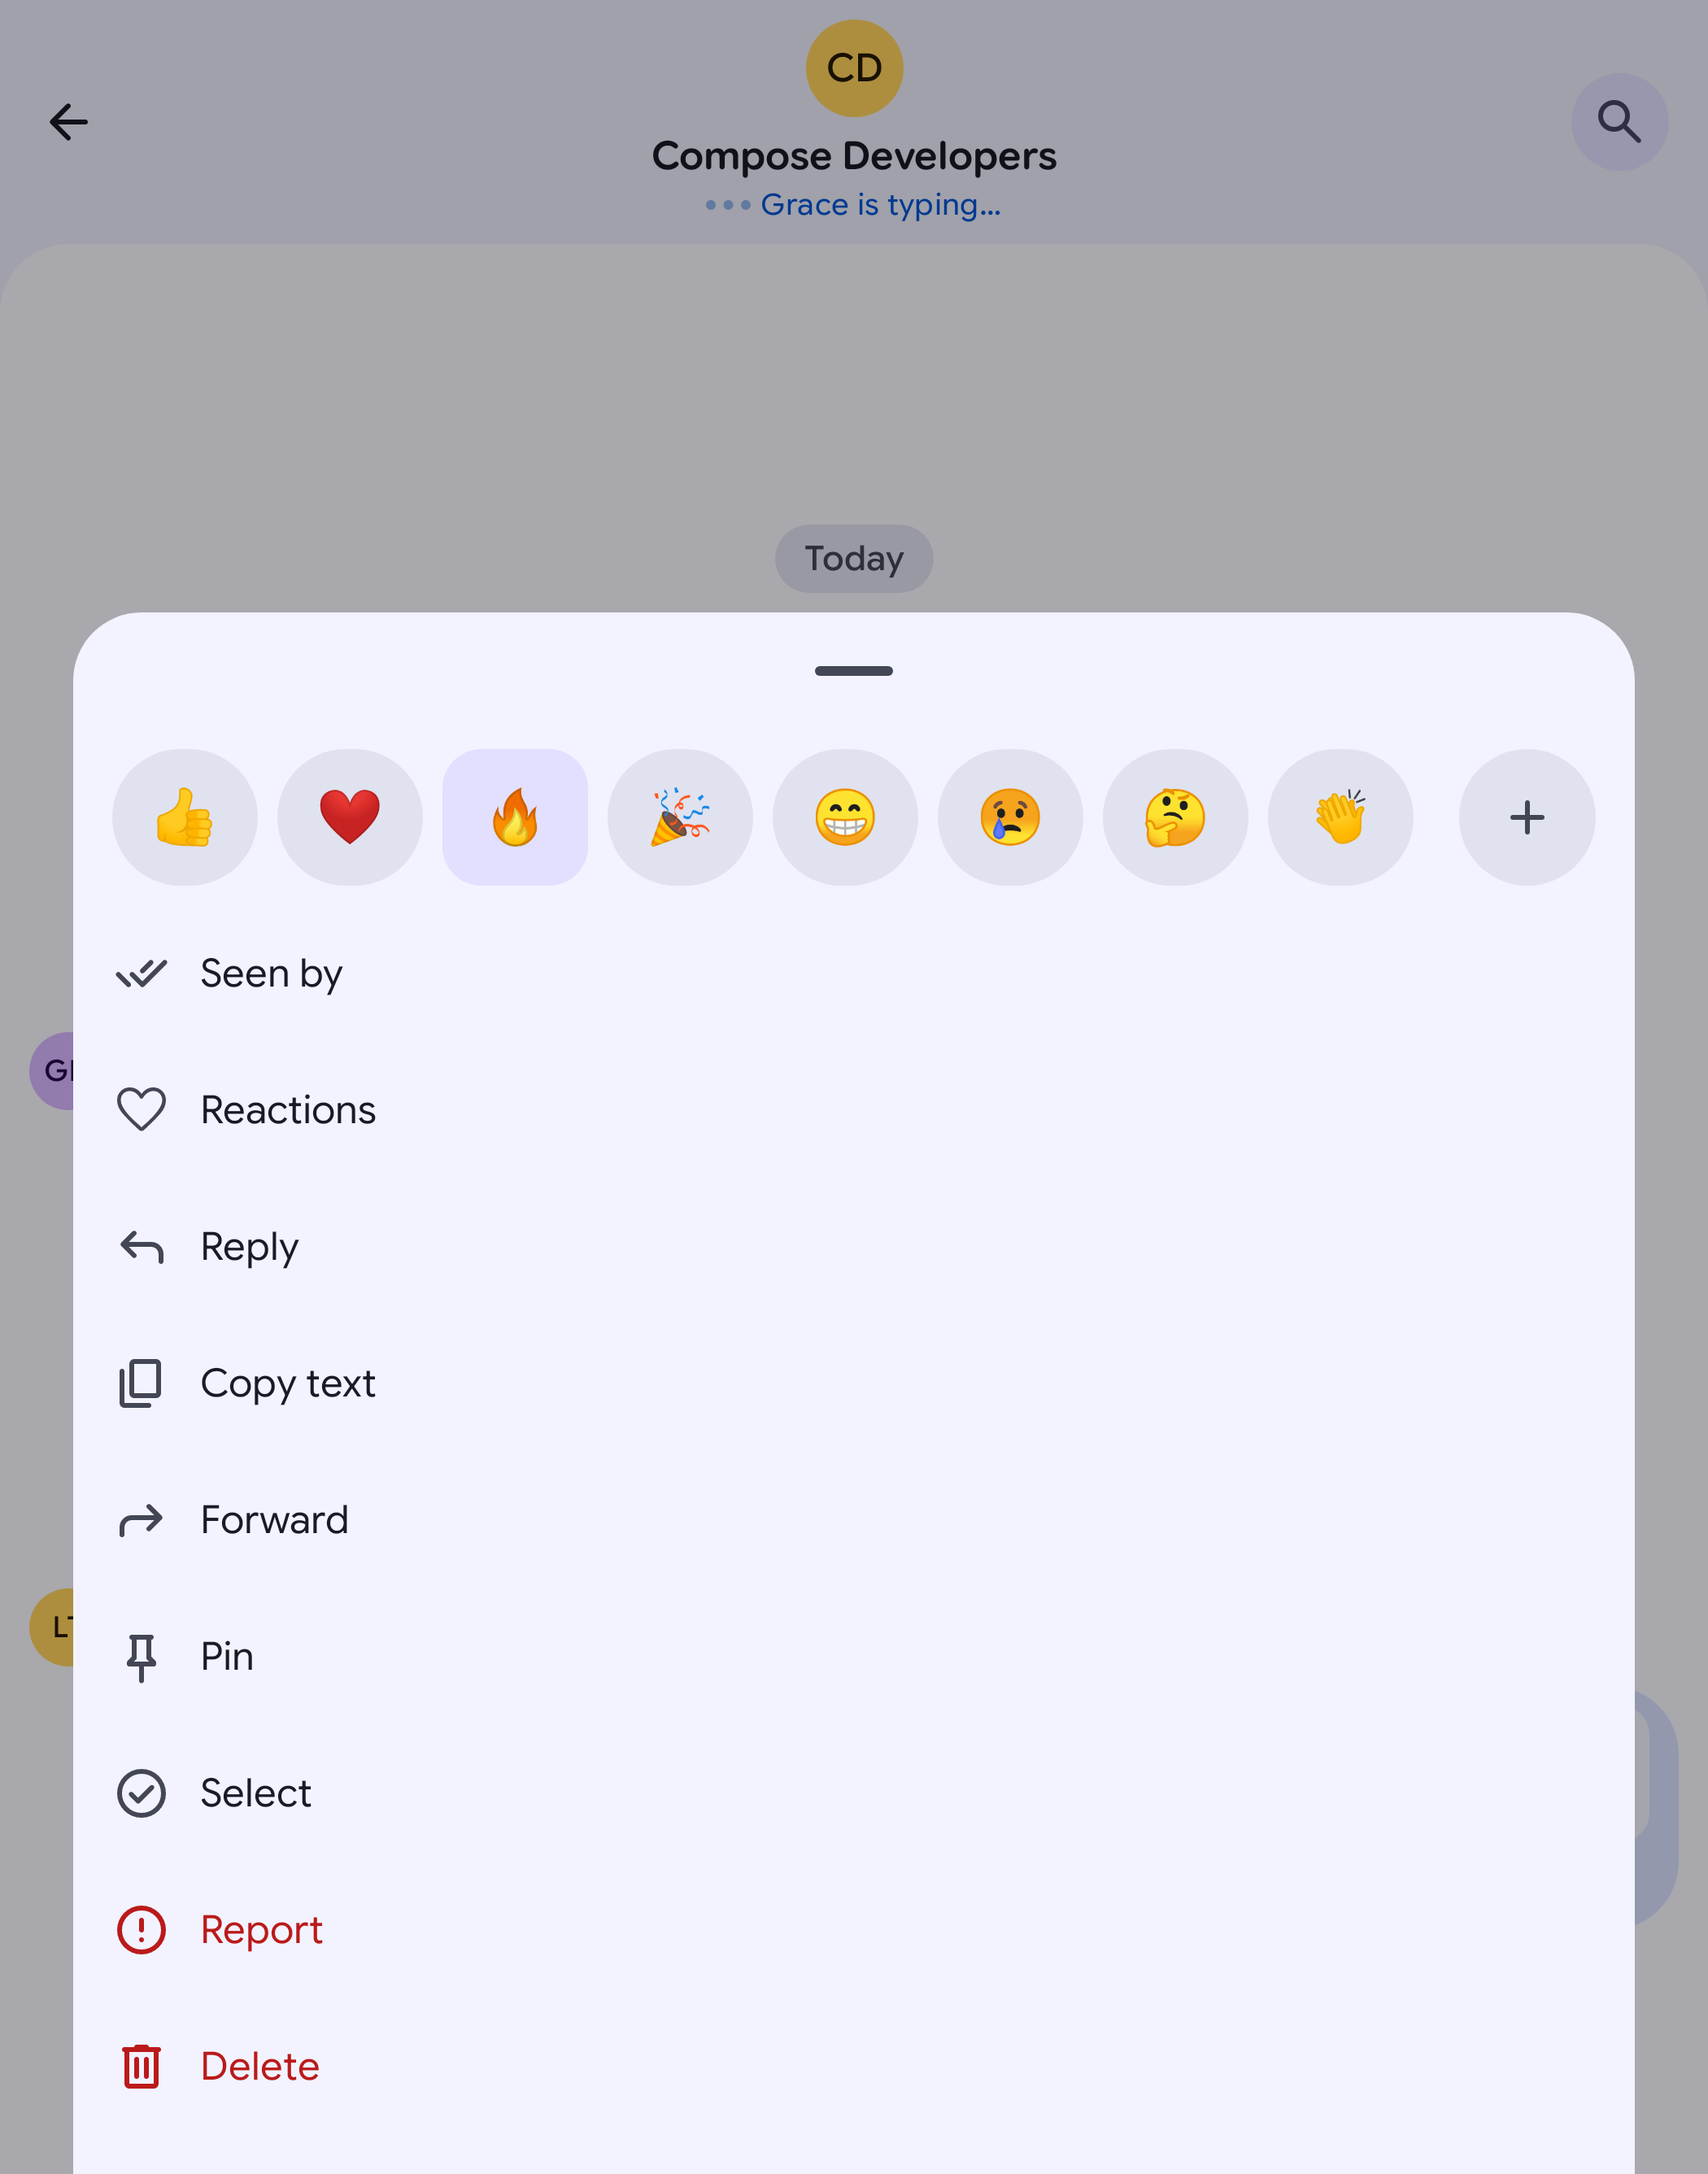 CD
Compose Developers
Grace is typing...
Today
Seen by
Reactions
Reply
Copy text
Forward
Pin
Select
Report
Delete